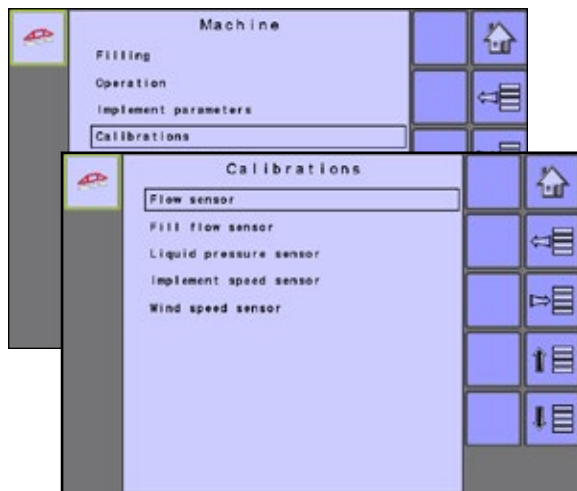 Machine
Filling
Operation
Implement parameters
Calibrations
Calibrations
Flow sensor
Fill flow sensor
Liquid pressure sensor
Implement speed sensor
Wind speed sensor